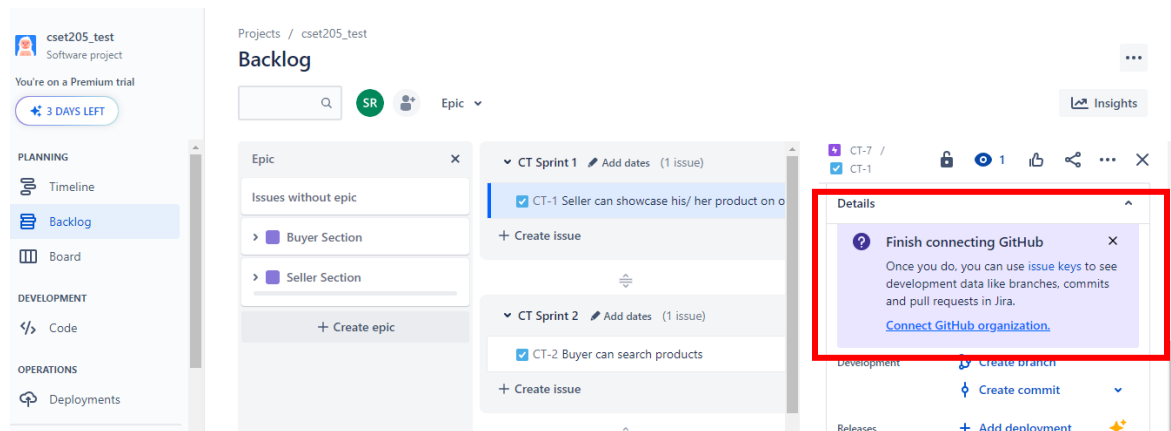 cset205_test
Software project
You're on a Premium trial
3 DAYS LEFT
PLANNING
Timeline
Backlog
Board
DEVELOPMENT
Code
OPERATIONS
Deployments
Projects / cset205_test
Backlog
SR
Epic
Insights
Epic
Issues without epic
Buyer Section
Seller Section
+ Create epic
CT Sprint 1 Add dates (1 issue)
CT-1 Seller can showcase his/ her product on o
+ Create issue
CT Sprint 2 Add dates (1 issue)
CT-2 Buyer can search products
+ Create issue
CT-7 /
CT-1
1
Details
Finish connecting GitHub
Once you do, you can use issue keys to see
development data like branches, commits
and pull requests in Jira.
Connect GitHub organization.
Development Create branch
Create commit
Releases + Add deployment